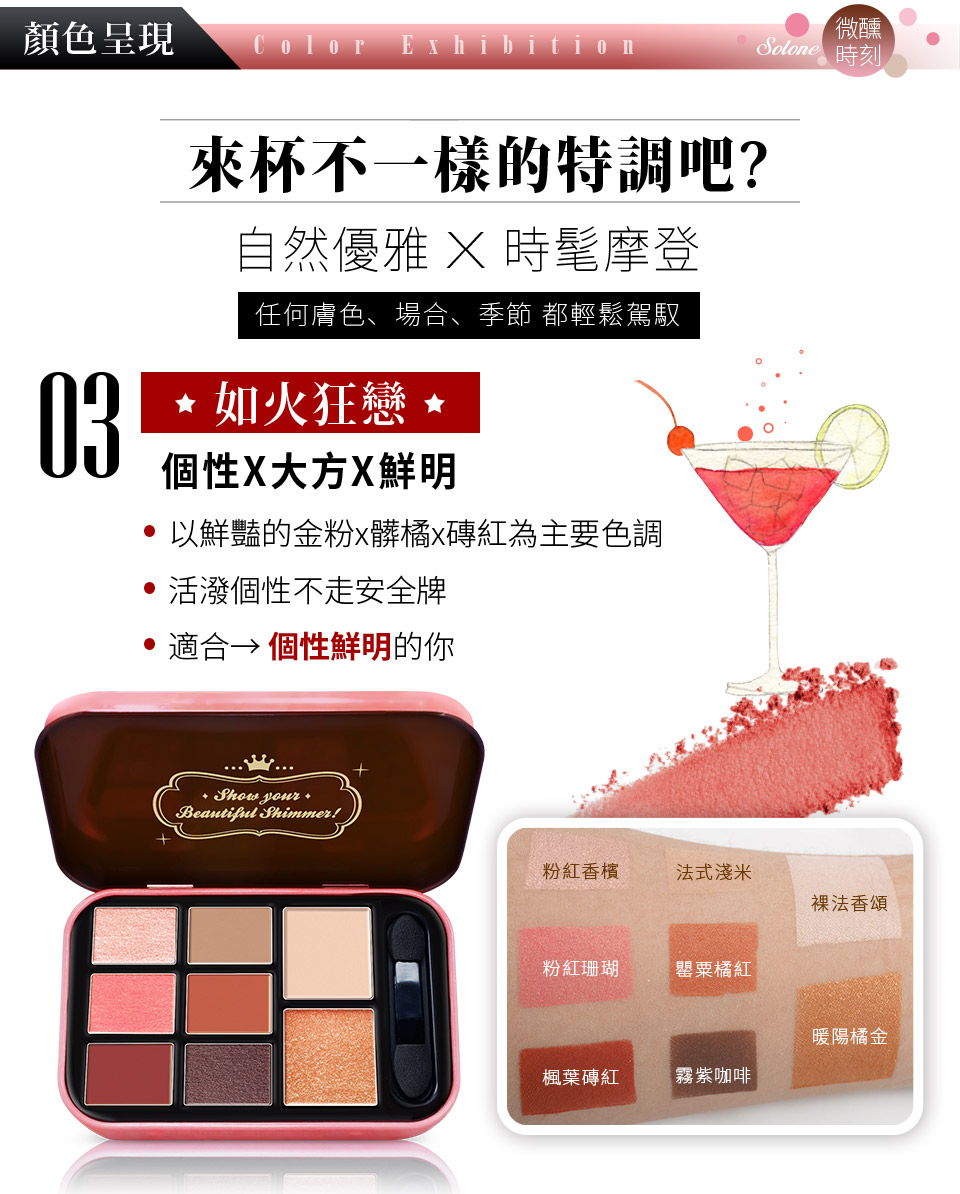 顏色呈現
Color Exhibition
Solone
微醺
時刻
來杯不一樣的特調吧?
自然優雅 X 時髦摩登
任何膚色、場合、季節 都輕鬆駕馭
03
如火狂戀
個性X大方X鮮明
以鮮豔的金粉x髒橘x磚紅為主要色調
活潑個性不走安全牌
適合→ 個性鮮明的你
Show your
Beautiful Shimmer!
粉紅香檳
法式淺米
裸法香頌
粉紅珊瑚
罌粟橘紅
暖陽橘金
楓葉磚紅
霧紫咖啡